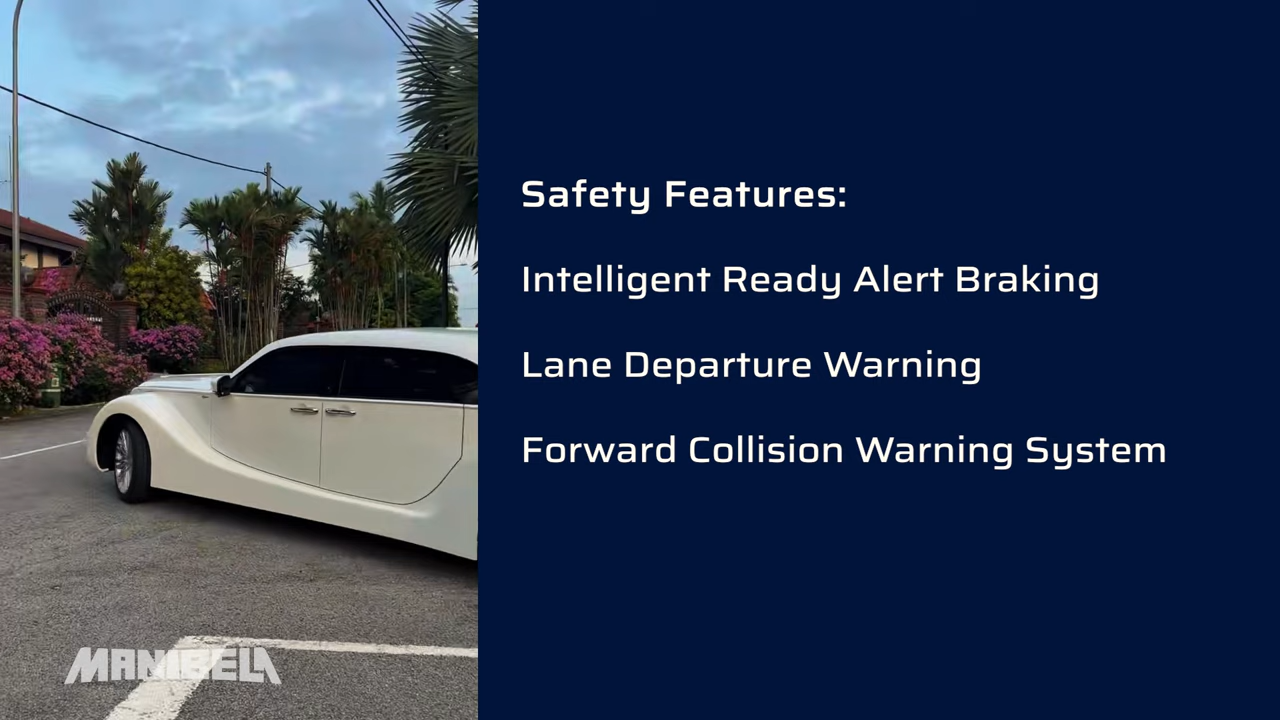 Safety Features:
Intelligent Ready Alert Braking
Lane Departure Warning
Forward Collision Warning System
MANIBELA